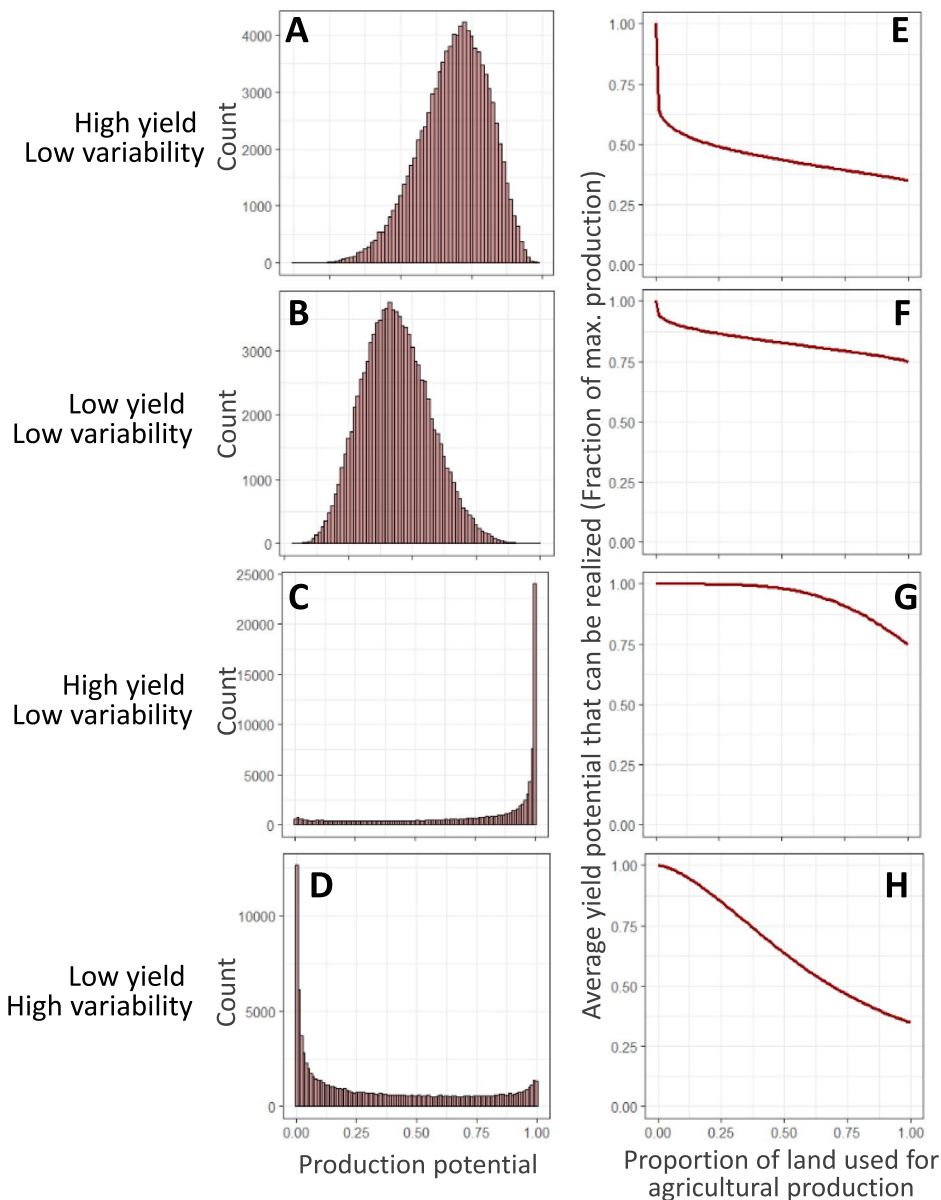 A
4000
3000
2000
1000
0
Count
High yield
Low variability
E
1.00
0.75
0.50
0.25
0.00
B
3000
2000
1000
0
Count
Low yield
Low variability
F
1.00
0.75
0.50
0.25
0.00
C
25000
20000
15000
10000
5000
0
Count
High yield
Low variability
G
1.00
0.75
0.50
0.25
0.00
D
10000
5000
0
Count
Low yield
High variability
H
1.00
0.75
0.50
0.25
0.00
Average yield potential that can be realized (Fraction of max. production)
0.00 0.25 0.50 0.75 1.00
Production potential
0.00 0.25 0.50 0.75 1.00
Proportion of land used for
agricultural production